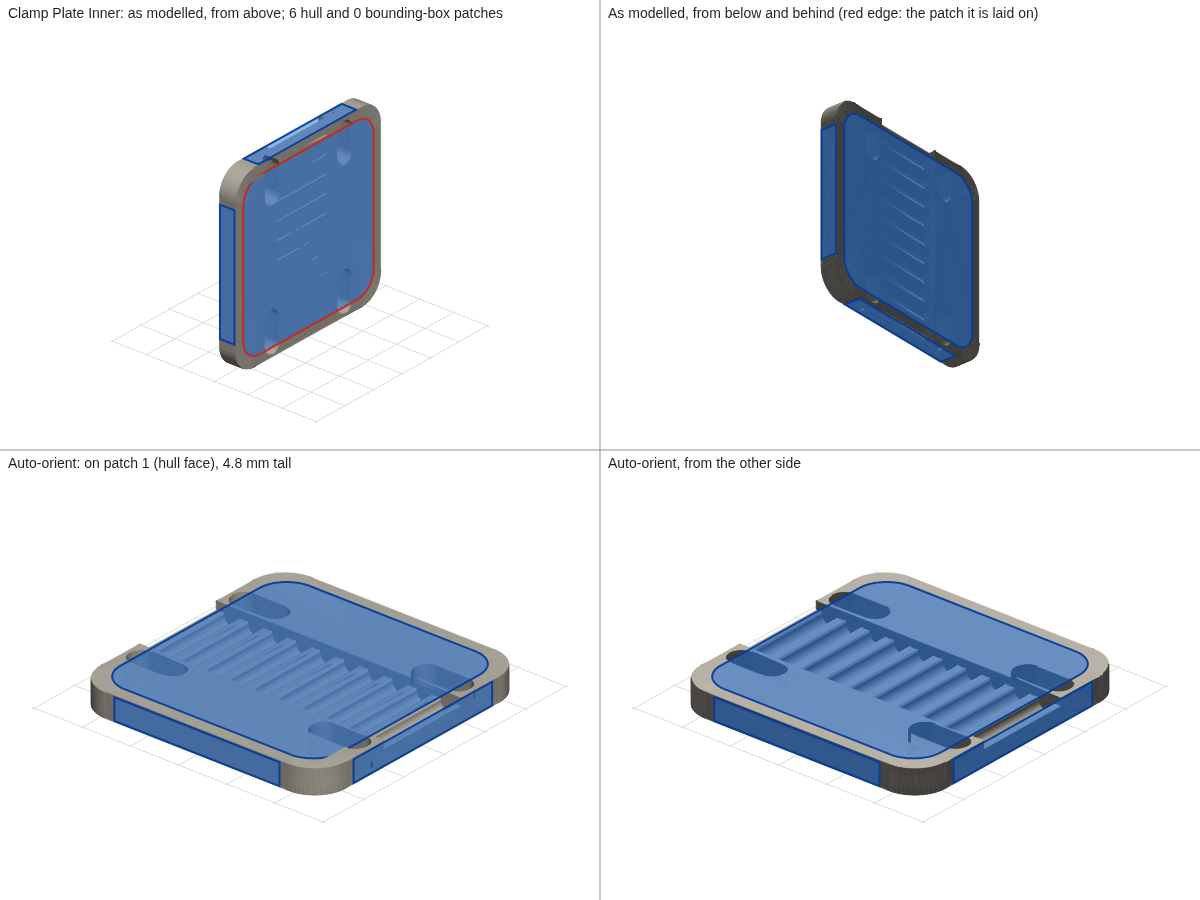 Clamp Plate Inner: as modelled, from above; 6 hull and 0 bounding-box patches
As modelled, from below and behind (red edge: the patch it is laid on)
Auto-orient: on patch 1 (hull face), 4.8 mm tall
Auto-orient, from the other side